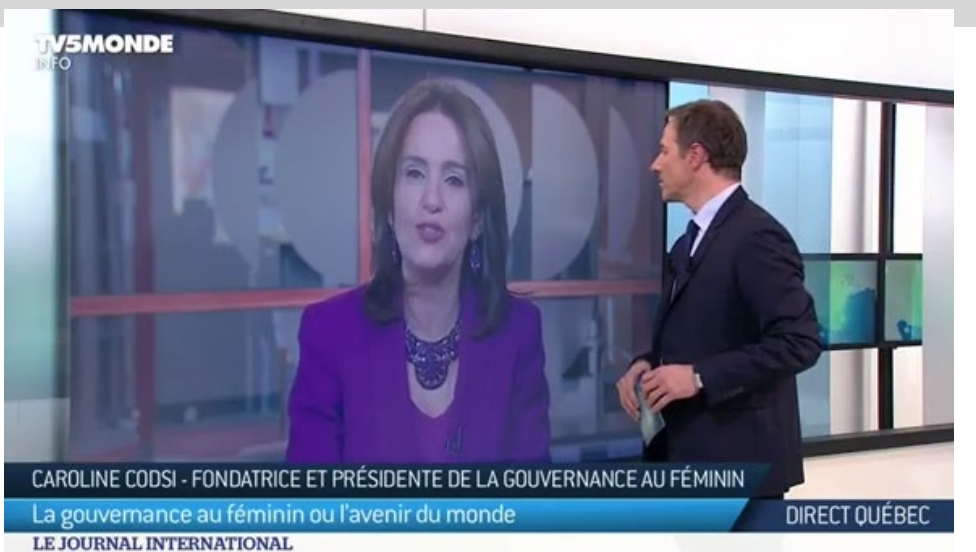 TV5MONDE
INFO
CAROLINE CODSI - FONDATRICE ET PRÉSIDENTE DE LA GOUVERNANCE AU FÉMININ
La gouvernance au féminin ou l'avenir du monde
DIRECT QUÉBEC
LE JOURNAL INTERNATIONAL